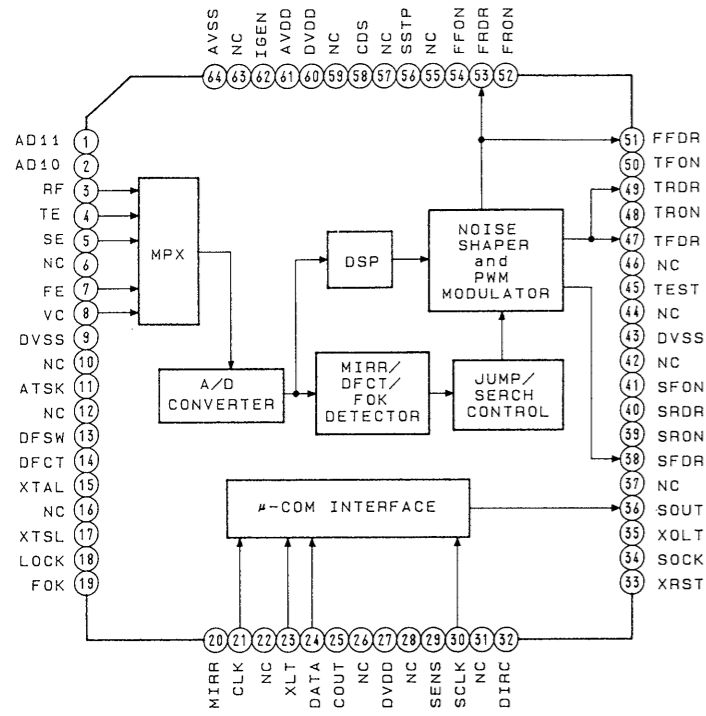 AVSS NC IGEN AVDD DVDD NC CDS NC SSTP NC FFON FRDR FRON
64 63 62 61 60 59 58 57 56 55 54 53 52
AD11 1
AD10 2
RF 3
TE 4
SE 5
NC 6
FE 7
VC 8
DVSS 9
NC 10
ATSK 11
NC 12
DFSW 13
DFCT 14
XTAL 15
NC 16
XTSL 17
LOCK 18
FOK 19
MPX
A/D
CONVERTER
DSP
MIRR/
DFCT/
FOK
DETECTOR
NOISE
SHAPER
and
PWM
MODULATOR
JUMP/
SERCH
CONTROL
μ-COM INTERFACE
51 FFDR
50 TFON
49 TRDR
48 TRON
47 TFDR
46 NC
45 TEST
44 NC
43 DVSS
42 NC
41 SFON
40 SRDR
39 SRON
38 SFDR
37 NC
36 SOUT
35 XOLT
34 SOCK
33 XRST
20 21 22 23 24 25 26 27 28 29 30 31 32
MIRR CLK NC XLT DATA COUT NC DVDD NC SENS SCLK NC DIRC